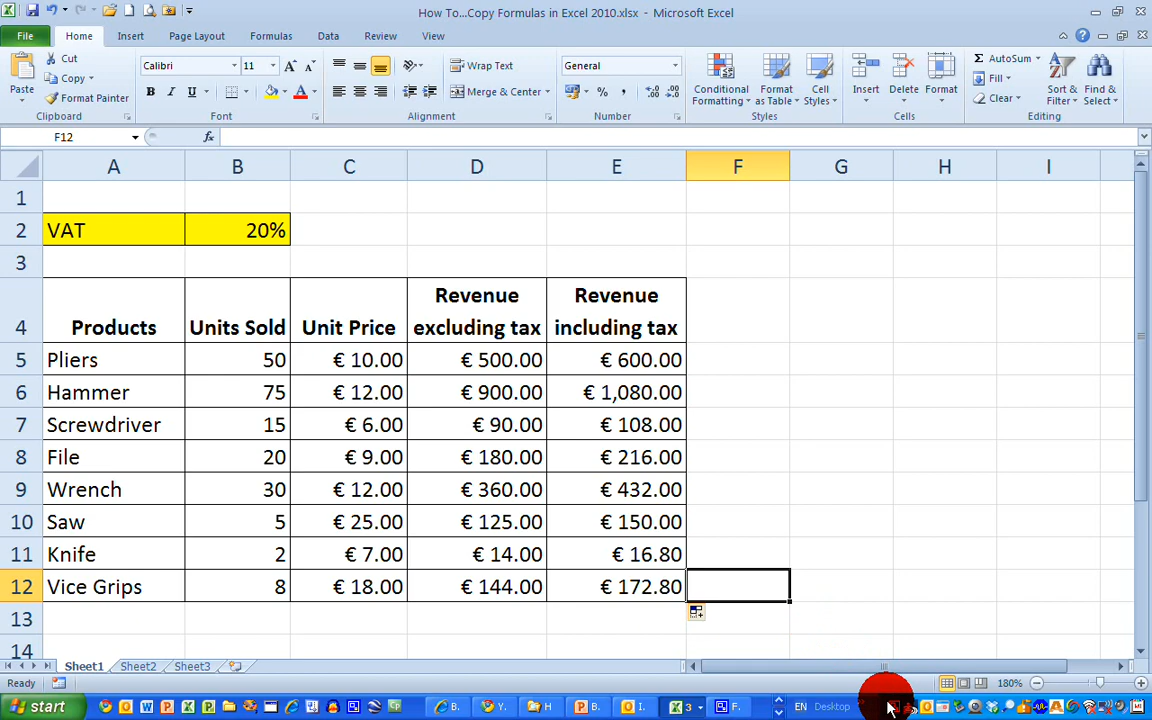 How To...Copy Formulas in Excel 2010.xlsx - Microsoft Excel
File Home Insert Page Layout Formulas Data Review View
Cut
Copy
Format Painter
Paste
Clipboard
Calibri 11
B I U
Font
Wrap Text
Merge & Center
Alignment
General
% ,
Number
Conditional Formatting
Format as Table
Cell Styles
Styles
Insert Delete Format
Cells
AutoSum
Fill
Clear
Sort & Filter
Find & Select
Editing
F12 fx
A B C D E F G H I
1
2 VAT 20%
3
4 Products Units Sold Unit Price Revenue excluding tax Revenue including tax
5 Pliers 50 € 10.00 € 500.00 € 600.00
6 Hammer 75 € 12.00 € 900.00 € 1,080.00
7 Screwdriver 15 € 6.00 € 90.00 € 108.00
8 File 20 € 9.00 € 180.00 € 216.00
9 Wrench 30 € 12.00 € 360.00 € 432.00
10 Saw 5 € 25.00 € 125.00 € 150.00
11 Knife 2 € 7.00 € 14.00 € 16.80
12 Vice Grips 8 € 18.00 € 144.00 € 172.80
13
14
Sheet1 Sheet2 Sheet3
Ready 180%
start B. Y. H B. I. 3 F. EN Desktop